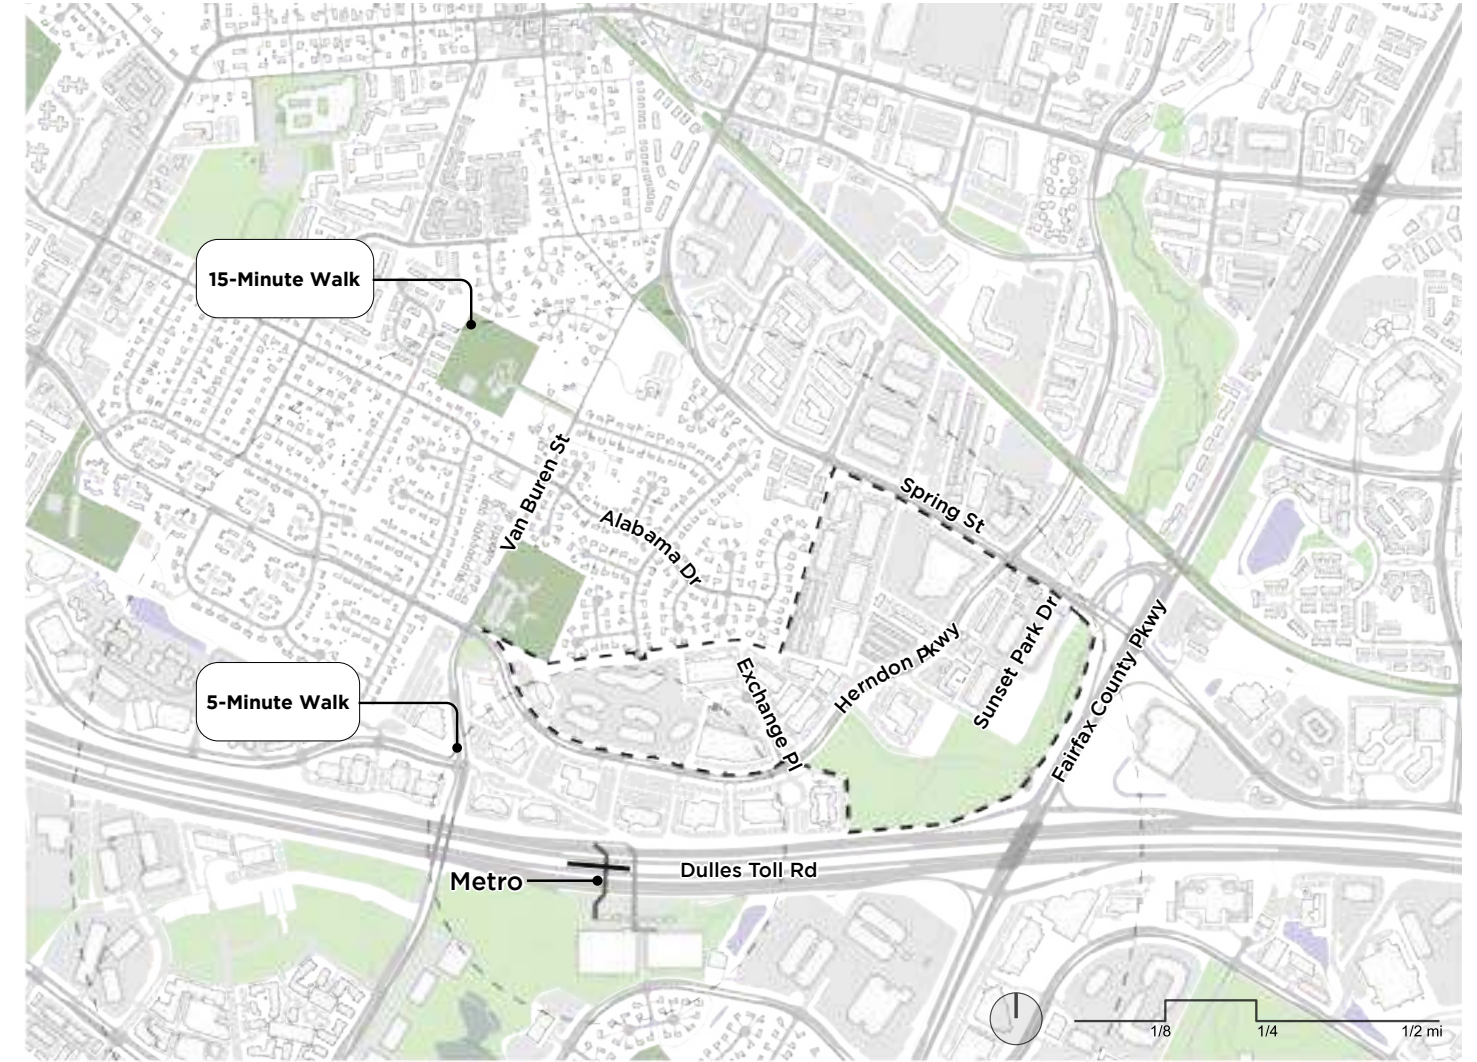 15-Minute Walk
Van Buren St
Alabama Dr
Spring St
Herndon Pkwy
Sunset Park Dr
Exchange Pl
Fairfax County Pkwy
5-Minute Walk
Metro
Dulles Toll Rd
1/8
1/4
1/2 mi